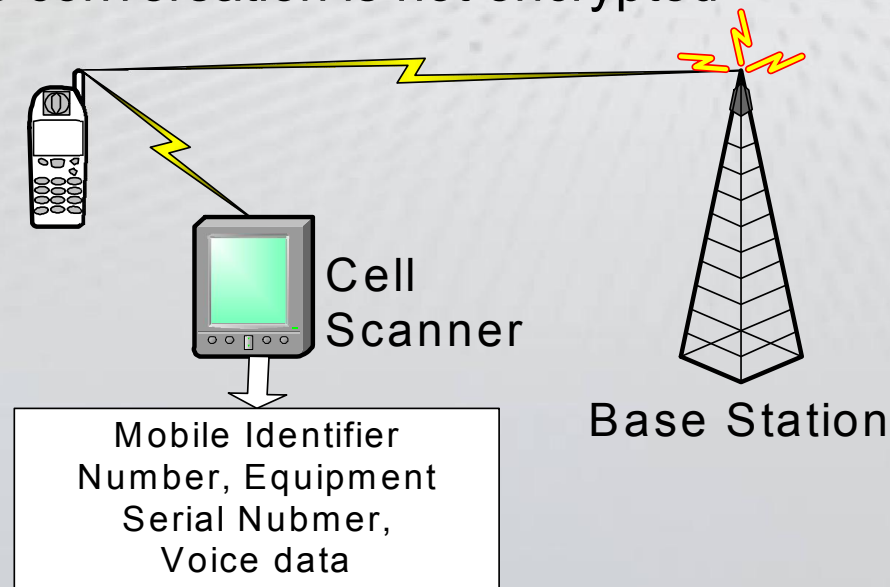 conversation is not encrypted
Cell
Scanner
Base Station
Mobile Identifier
Number, Equipment
Serial Nubmer,
Voice data